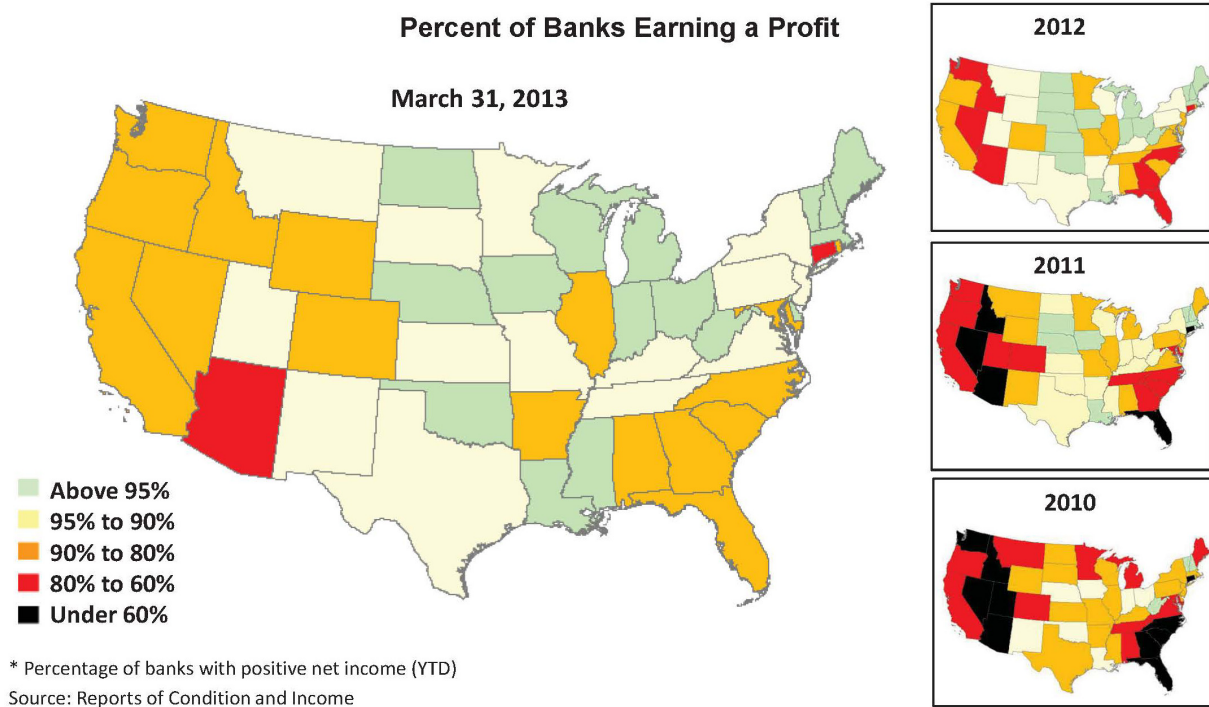 Percent of Banks Earning a Profit
March 31, 2013
2012
2011
2010
Above 95%
95% to 90%
90% to 80%
80% to 60%
Under 60%
* Percentage of banks with positive net income (YTD)
Source: Reports of Condition and Income